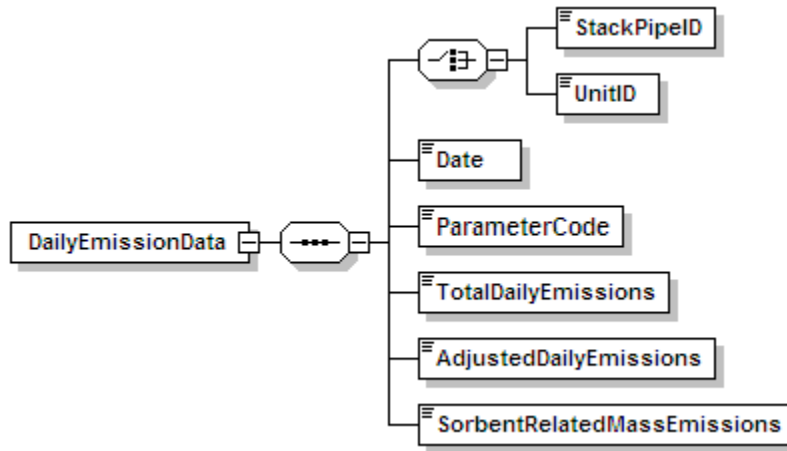 StackPipeID
UnitID
Date
ParameterCode
DailyEmissionData
TotalDailyEmissions
AdjustedDailyEmissions
SorbentRelatedMassEmissions